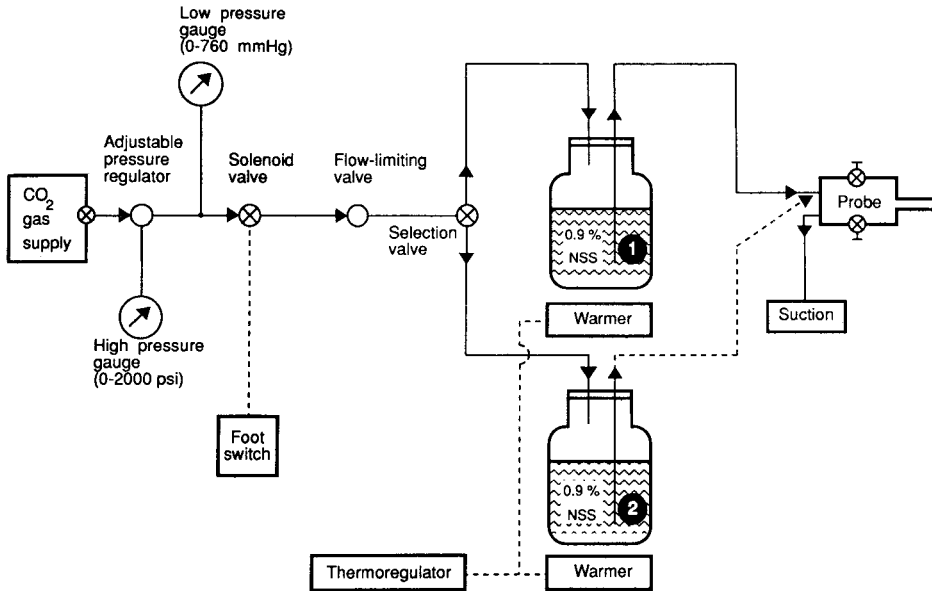 Low pressure
gauge
(0-760 mmHg)
Adjustable
pressure
regulator
Solenoid
valve
Flow-limiting
valve
CO2
gas
supply
Selection
valve
0.9 %
NSS
1
Probe
Warmer
Suction
High pressure
gauge
(0-2000 psi)
Foot
switch
0.9 %
NSS
2
Thermoregulator
Warmer